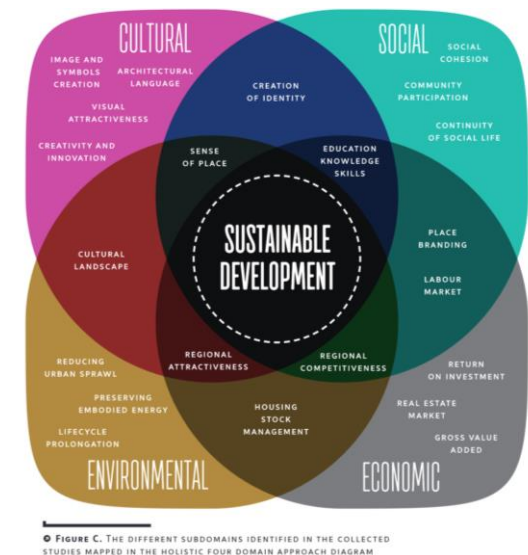 CULTURAL
SOCIAL
IMAGE AND
SYMBOLS
CREATION
ARCHITECTURAL
LANGUAGE
VISUAL
ATTRACTIVENESS
CREATIVITY AND
INNOVATION
CREATION
OF IDENTITY
SOCIAL
COHESION
COMMUNITY
PARTICIPATION
CONTINUITY
OF SOCIAL LIFE
SENSE
OF PLACE
EDUCATION
KNOWLEDGE
SKILLS
CULTURAL
LANDSCAPE
SUSTAINABLE
DEVELOPMENT
PLACE
BRANDING
LABOUR
MARKET
REGIONAL
ATTRACTIVENESS
REGIONAL
COMPETITIVENESS
REDUCING
URBAN SPRAWL
PRESERVING
EMBODIED ENERGY
LIFECYCLE
PROLONGATION
HOUSING
STOCK
MANAGEMENT
RETURN
ON INVESTMENT
REAL ESTATE
MARKET
GROSS VALUE
ADDED
ENVIRONMENTAL
ECONOMIC
FIGURE C. THE DIFFERENT SUBDOMAINS IDENTIFIED IN THE COLLECTED
STUDIES MAPPED IN THE HOLISTIC FOUR DOMAIN APPROACH DIAGRAM